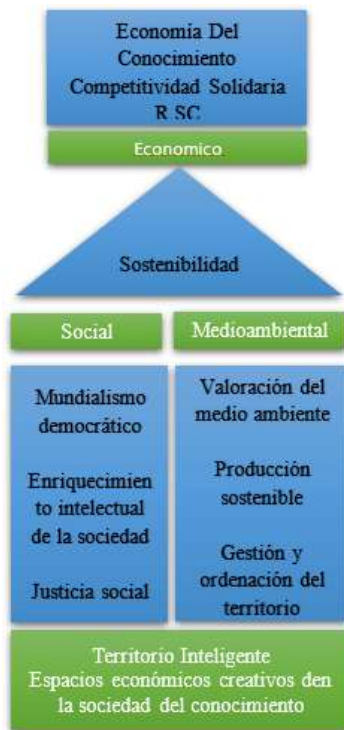 Economía Del
Conocimiento
Competitividad Solidaria
R.SC
Economico
Sostenibilidad
Social
Medioambiental
Mundialismo
democrático
Enriquecimien
to intelectual
de la sociedad
Justicia social
Valoración del
medio ambiente
Producción
sostenible
Gestión y
ordenación del
territorio
Territorio Inteligente
Espacios económicos creativos den
la sociedad del conocimiento